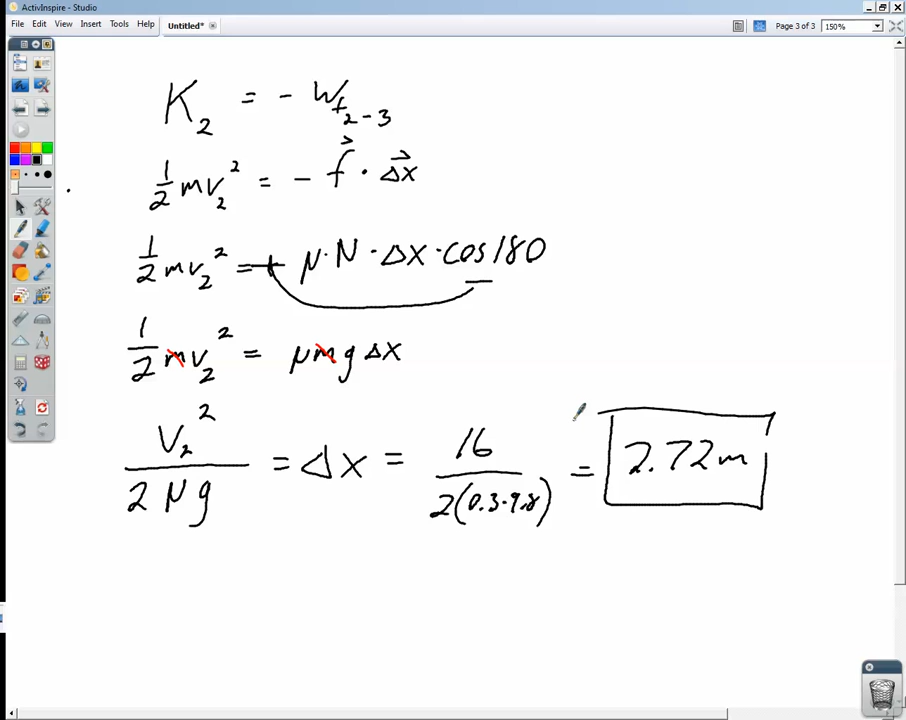 ActivInspire - Studio
File Edit View Insert Tools Help Untitled* Page 3 of 3 150%
K₂ = - W_f 2-3
1/2 mv₂² = - f⃗ · Δx⃗
1/2 mv₂² = + μ·N·Δx·cos180
1/2 mv₂² = μmgΔx
v₂²/2μg = Δx = 16/2(0.3·9.8) = 2.72m